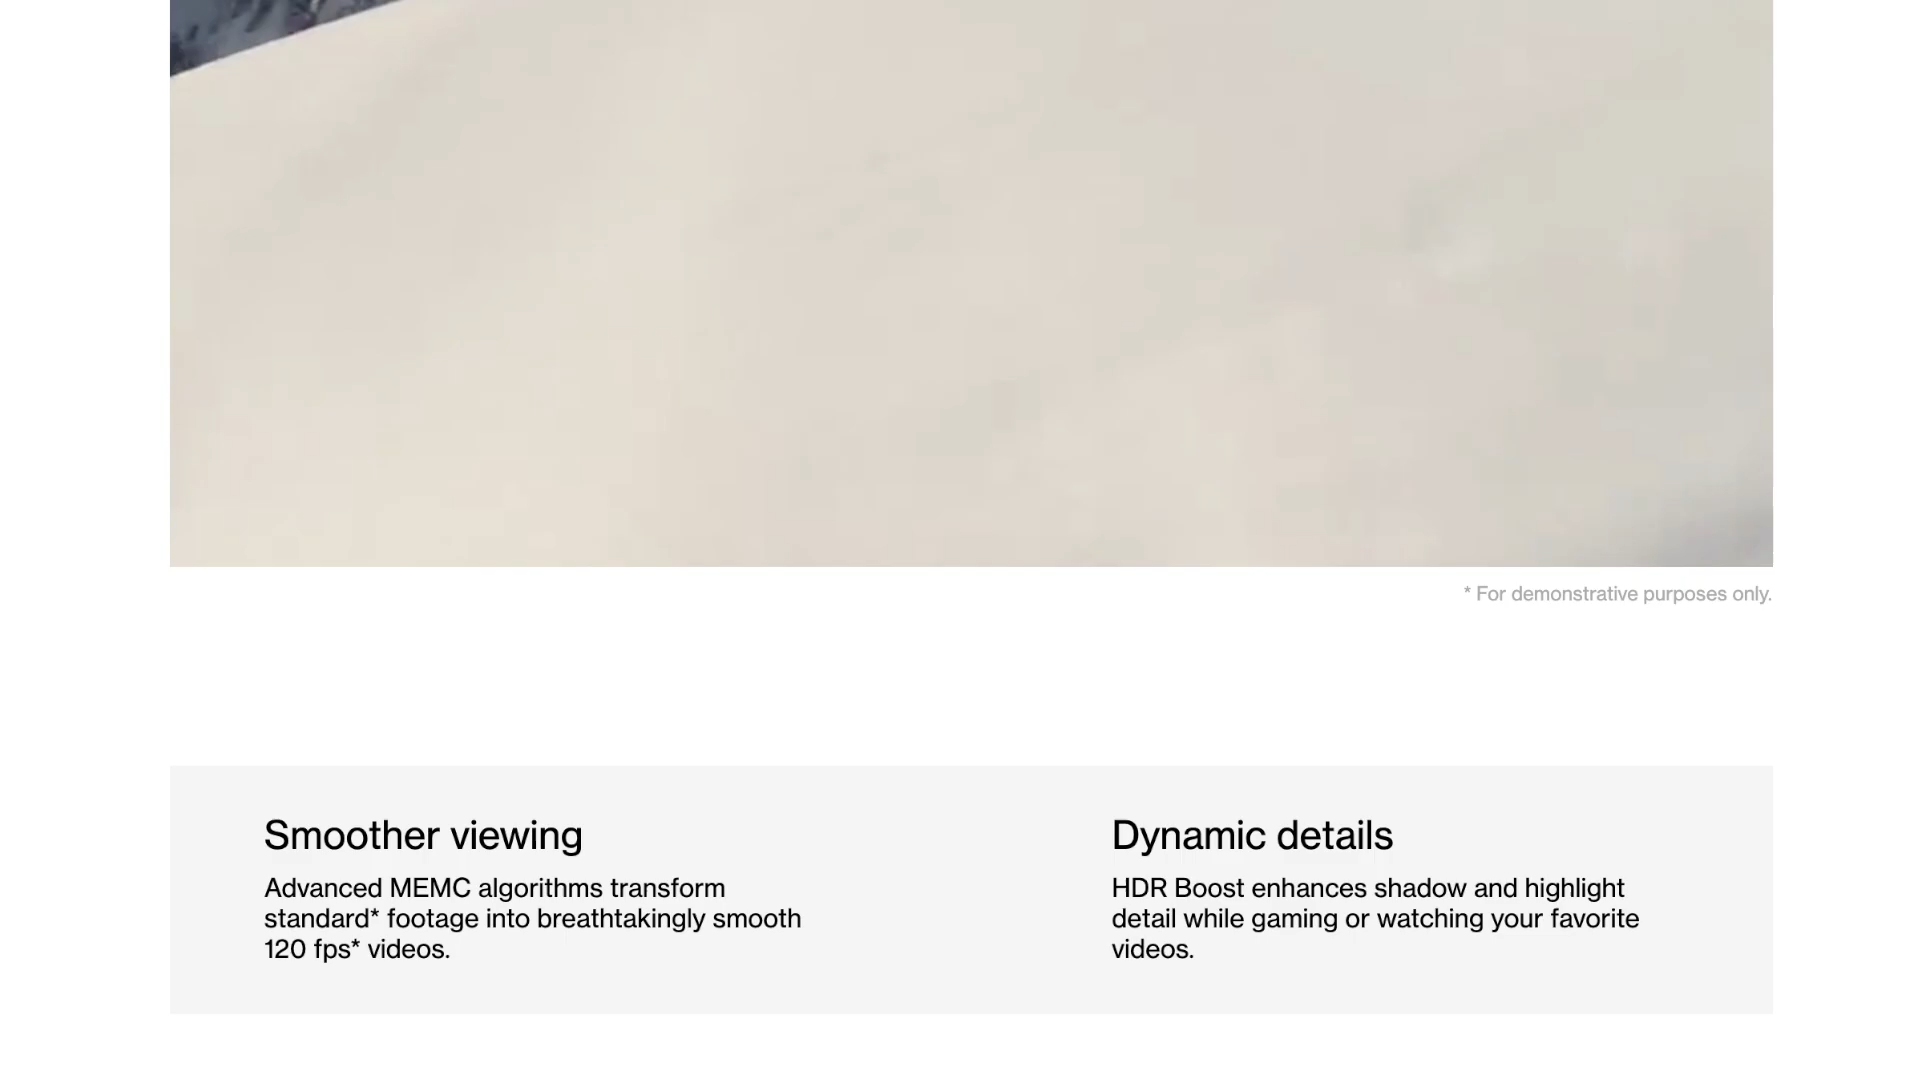 * For demonstrative purposes only.
Smoother viewing
Advanced MEMC algorithms transform
standard* footage into breathtakingly smooth
120 fps* videos.
Dynamic details
HDR Boost enhances shadow and highlight
detail while gaming or watching your favorite
videos.